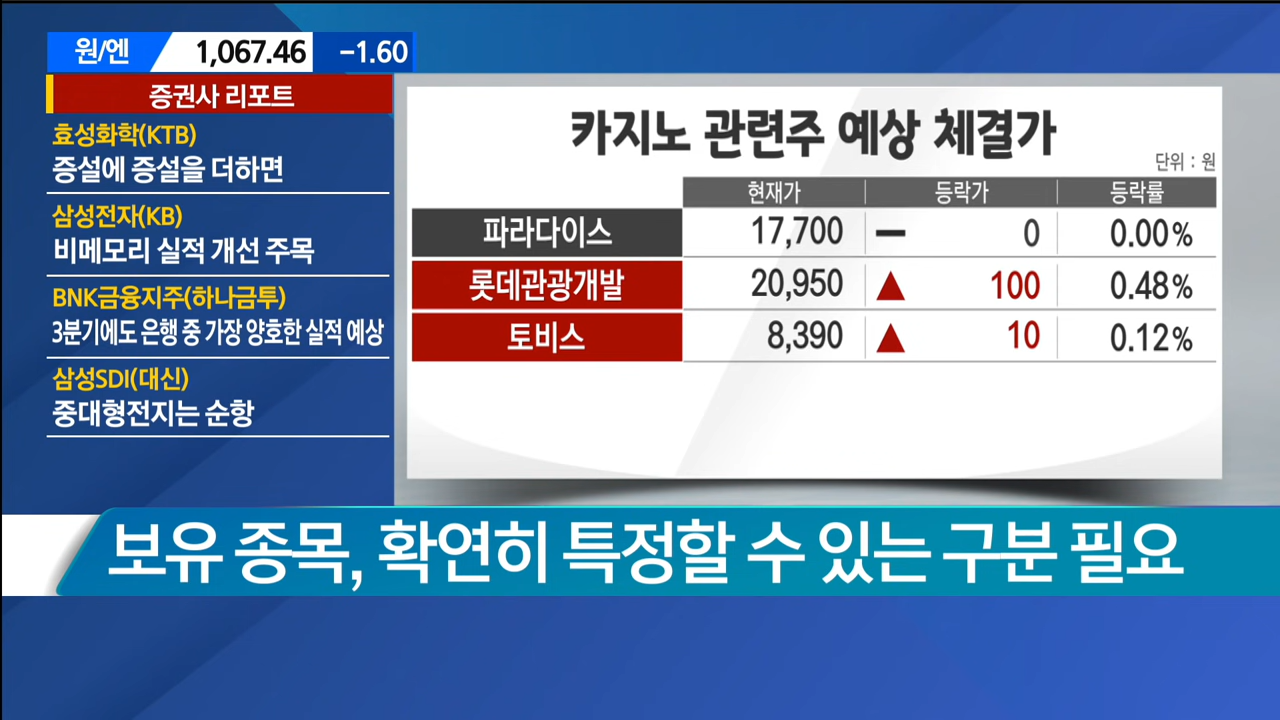 원/엔 1,067.46 -1.60
증권사 리포트
효성화학(KTB)
증설에 증설을 더하면
삼성전자(KB)
비메모리 실적 개선 주목
BNK금융지주(하나금투)
3분기에도 은행 중 가장 양호한 실적 예상
삼성SDI(대신)
중대형전지는 순항
카지노 관련주 예상 체결가
단위 : 원
현재가 등락가 등락률
파라다이스 17,700 ━ 0 0.00%
롯데관광개발 20,950 ▲ 100 0.48%
토비스 8,390 ▲ 10 0.12%
보유 종목, 확연히 특정할 수 있는 구분 필요